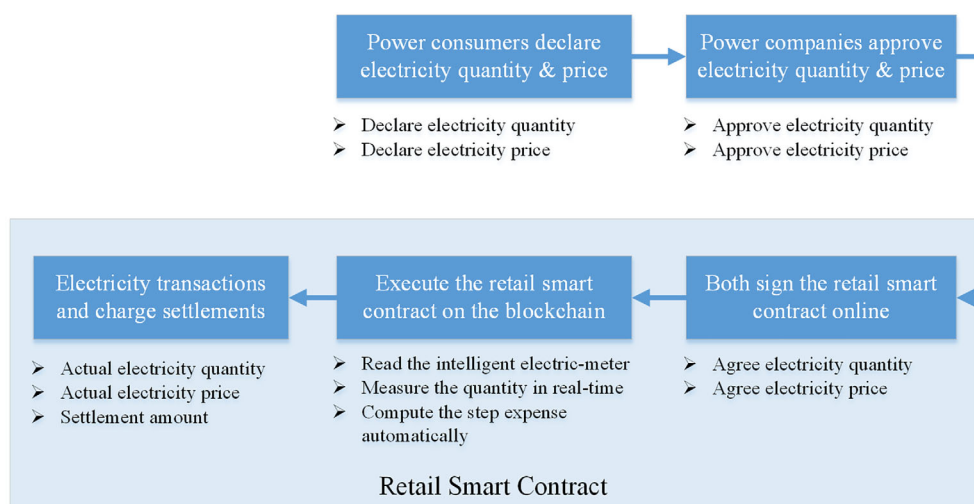 Power consumers declare
electricity quantity & price
Power companies approve
electricity quantity & price
➤ Declare electricity quantity
➤ Declare electricity price
➤ Approve electricity quantity
➤ Approve electricity price
Electricity transactions
and charge settlements
Execute the retail smart
contract on the blockchain
Both sign the retail smart
contract online
➤ Actual electricity quantity
➤ Actual electricity price
➤ Settlement amount
➤ Read the intelligent electric-meter
➤ Measure the quantity in real-time
➤ Compute the step expense
automatically
➤ Agree electricity quantity
➤ Agree electricity price
Retail Smart Contract